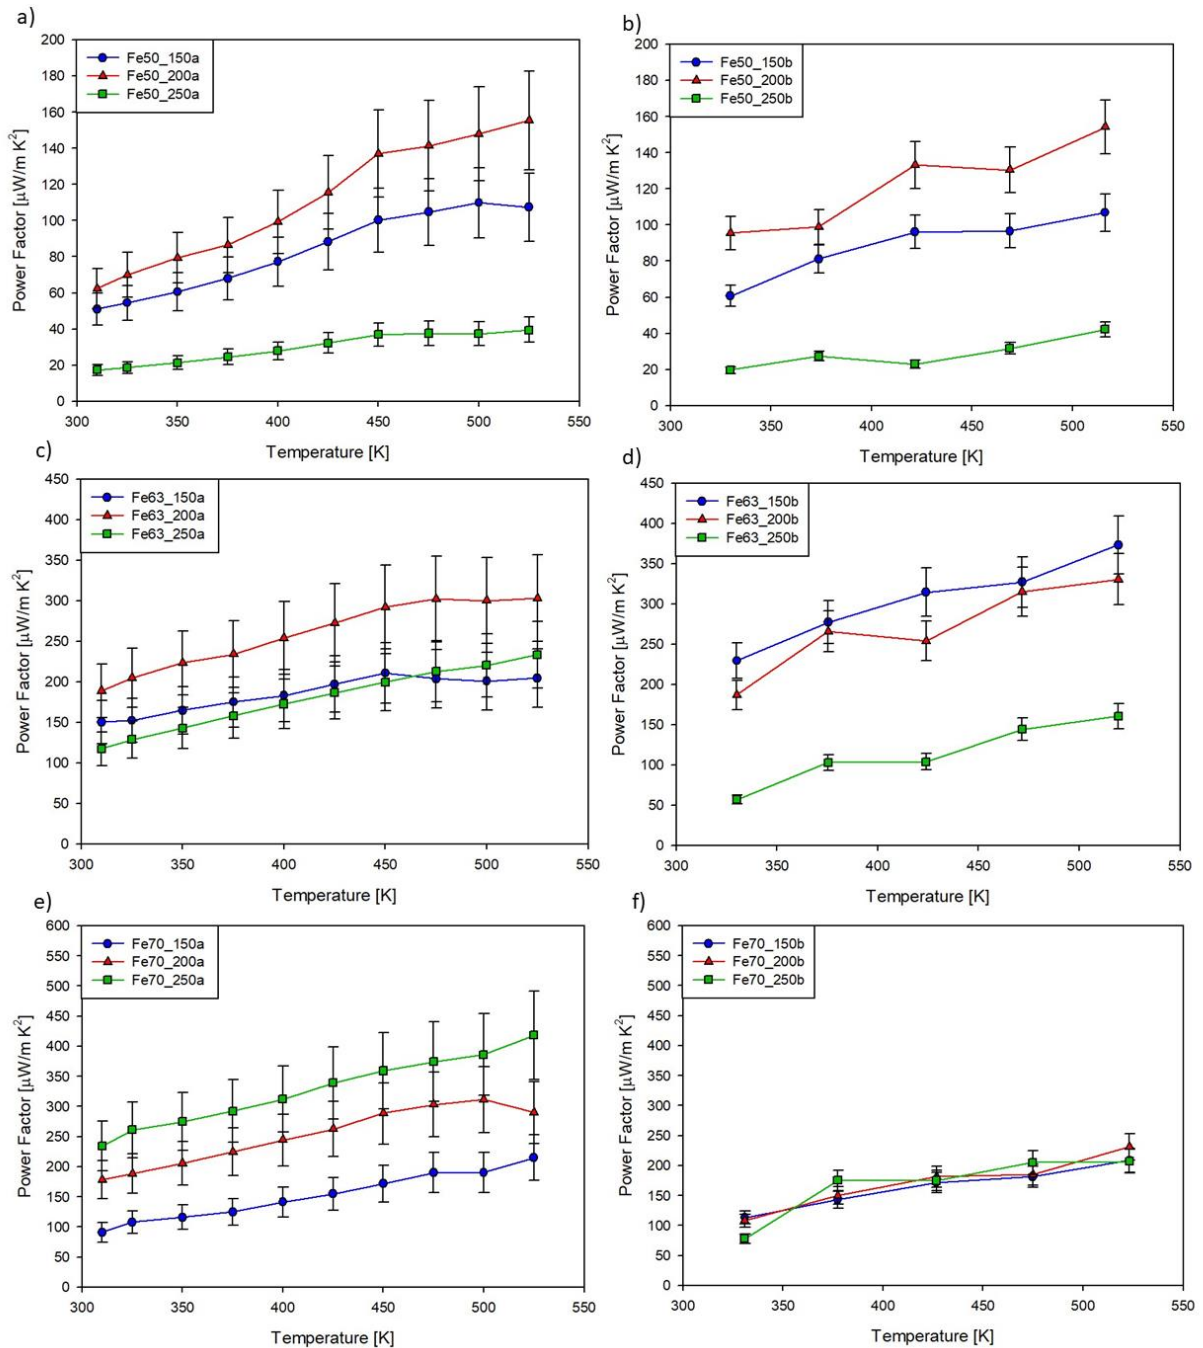 a)
200
180
160
140
120
100
80
60
40
20
0
Power Factor [μW/m K²]
Fe50_150a
Fe50_200a
Fe50_250a
300 350 400 450 500 550
Temperature [K]
b)
200
180
160
140
120
100
80
60
40
20
0
Power Factor [μW/m K²]
Fe50_150b
Fe50_200b
Fe50_250b
300 350 400 450 500 550
Temperature [K]
c)
450
400
350
300
250
200
150
100
50
0
Power Factor [μW/m K²]
Fe63_150a
Fe63_200a
Fe63_250a
300 350 400 450 500 550
Temperature [K]
d)
450
400
350
300
250
200
150
100
50
0
Power Factor [μW/m K²]
Fe63_150b
Fe63_200b
Fe63_250b
300 350 400 450 500 550
Temperature [K]
e)
600
550
500
450
400
350
300
250
200
150
100
50
0
Power Factor [μW/m K²]
Fe70_150a
Fe70_200a
Fe70_250a
300 350 400 450 500 550
Temperature [K]
f)
600
550
500
450
400
350
300
250
200
150
100
50
0
Power Factor [μW/m K²]
Fe70_150b
Fe70_200b
Fe70_250b
300 350 400 450 500 550
Temperature [K]